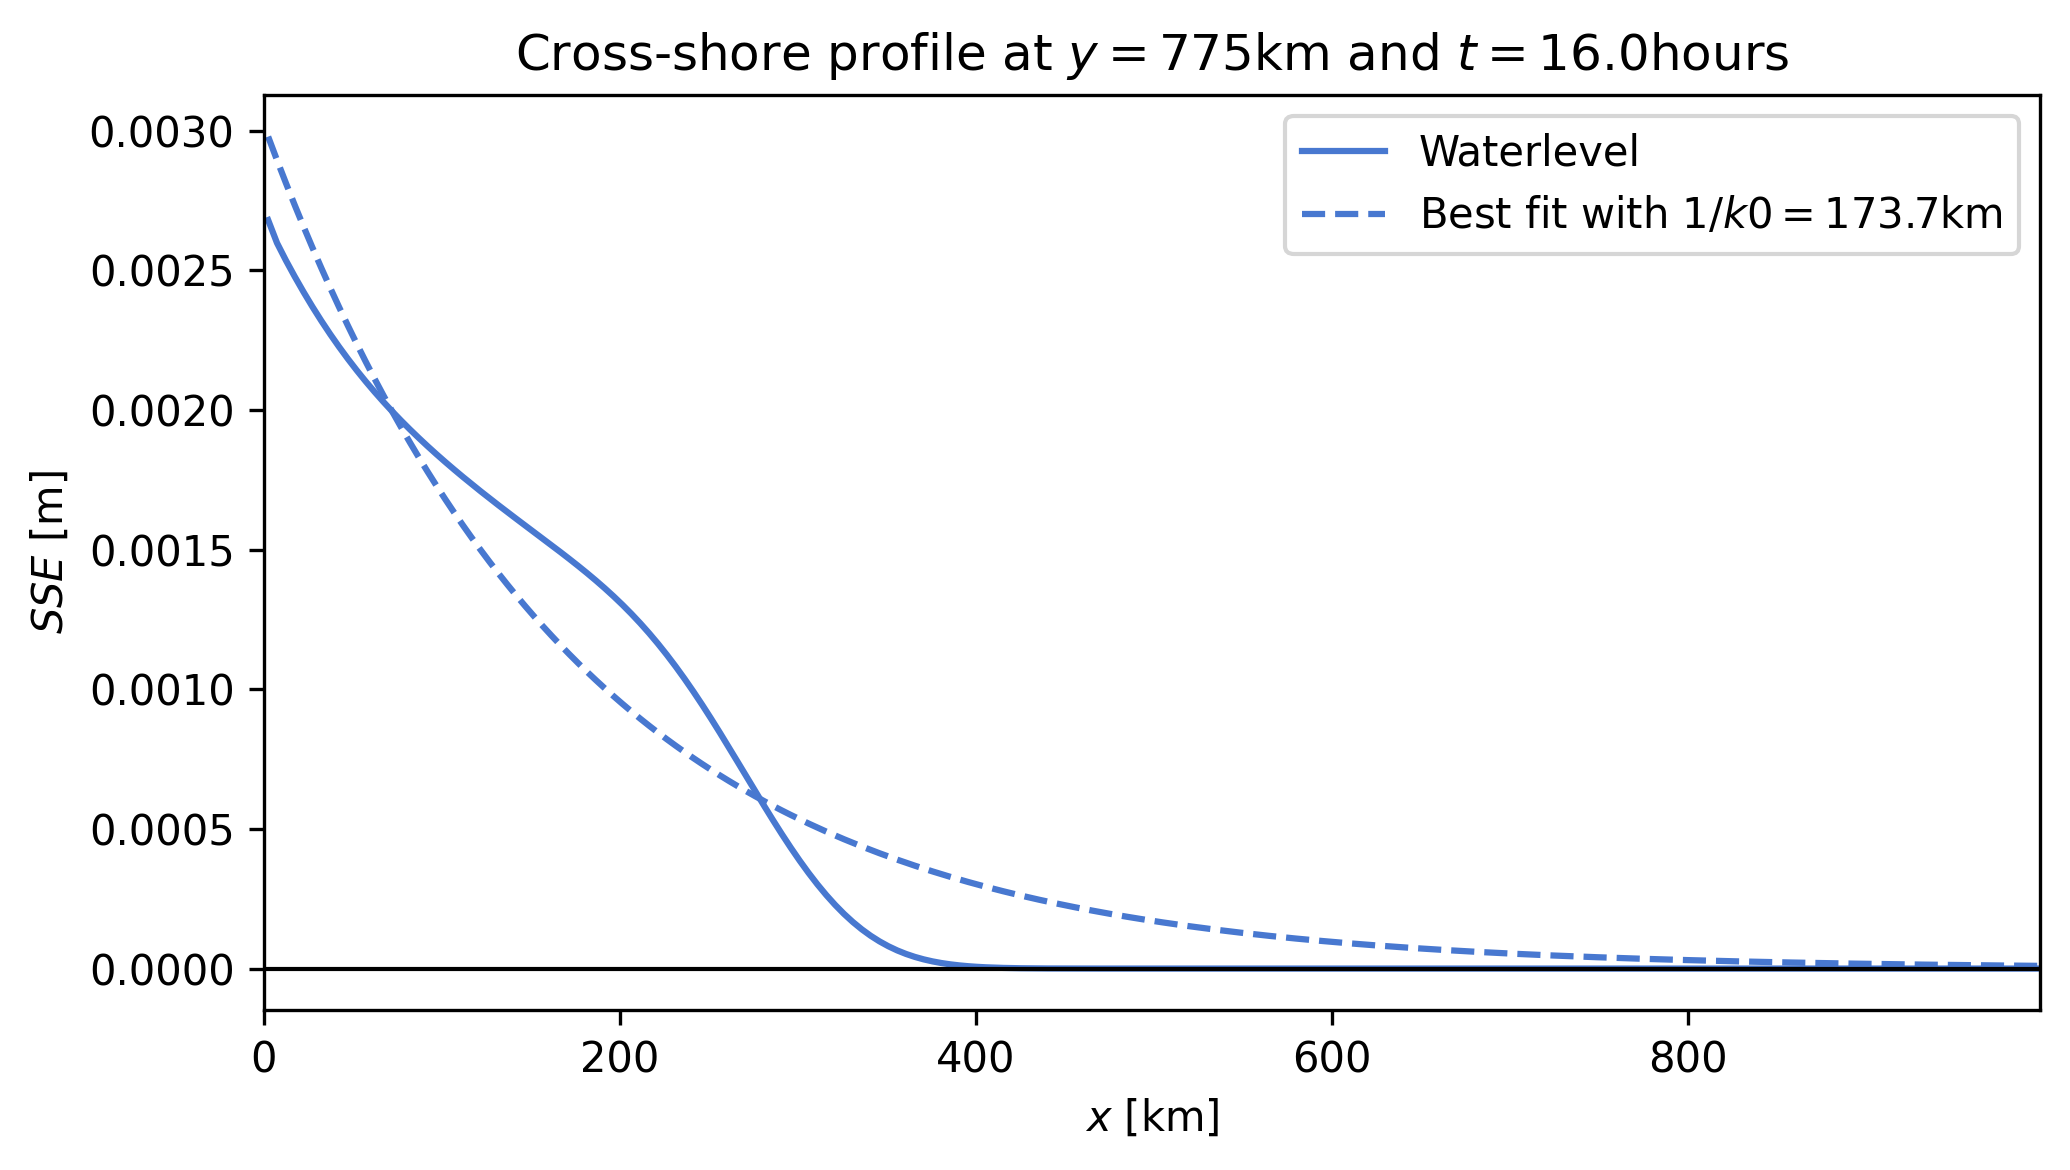 Cross-shore profile at y = 775km and t = 16.0hours
Waterlevel
Best fit with 1/k0 = 173.7km
SSE [m]
0.0030
0.0025
0.0020
0.0015
0.0010
0.0005
0.0000
0 200 400 600 800
x [km]